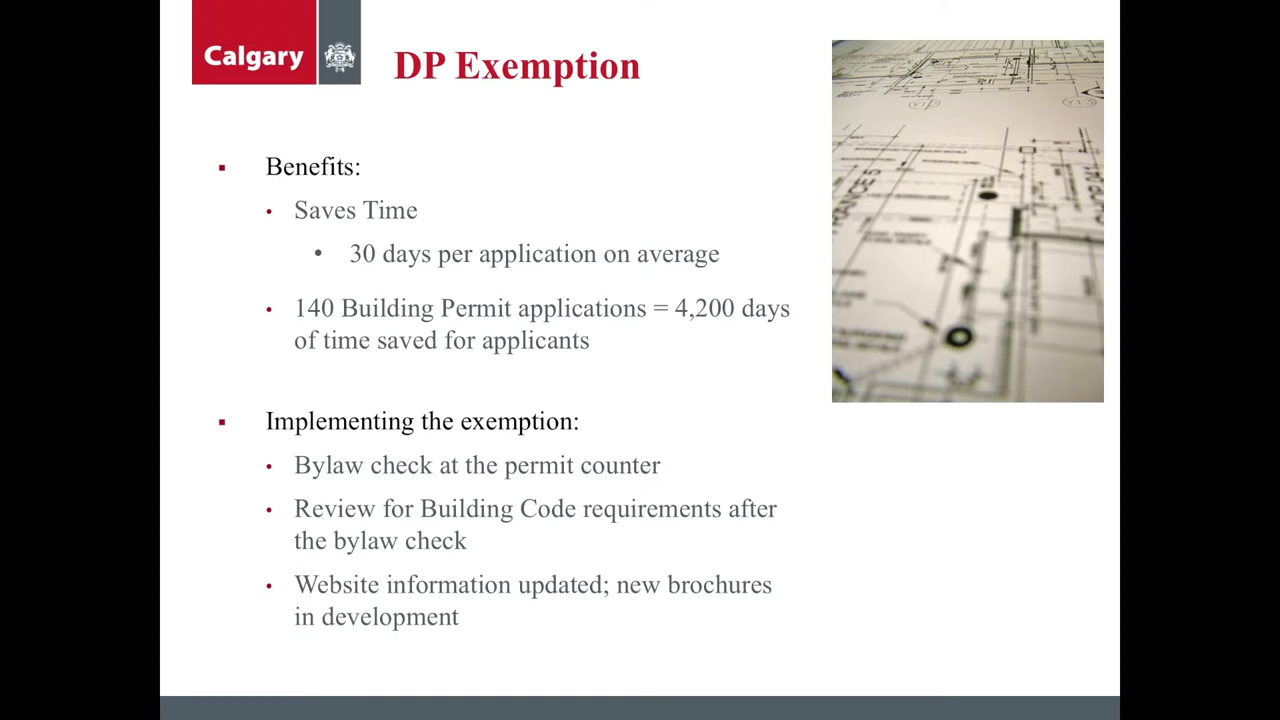 Calgary
DP Exemption
Benefits:
Saves Time
30 days per application on average
140 Building Permit applications = 4,200 days
of time saved for applicants
Implementing the exemption:
Bylaw check at the permit counter
Review for Building Code requirements after
the bylaw check
Website information updated; new brochures
in development